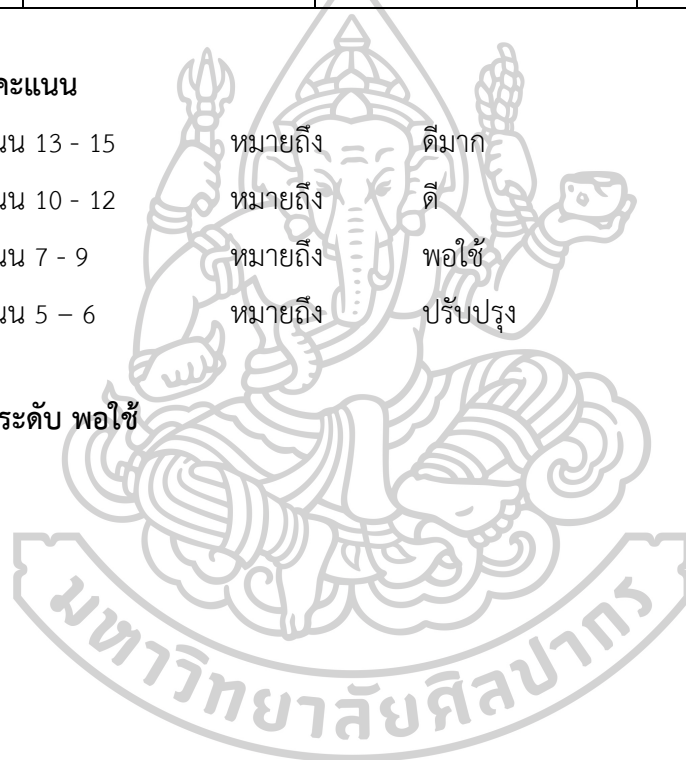 คะแนน
นน 13 - 15 หมายถึง ดีมาก
นน 10 - 12 หมายถึง ดี
นน 7 - 9 หมายถึง พอใช้
นน 5 – 6 หมายถึง ปรับปรุง
ระดับ พอใช้
มหาวิทยาลัยศิลปากร